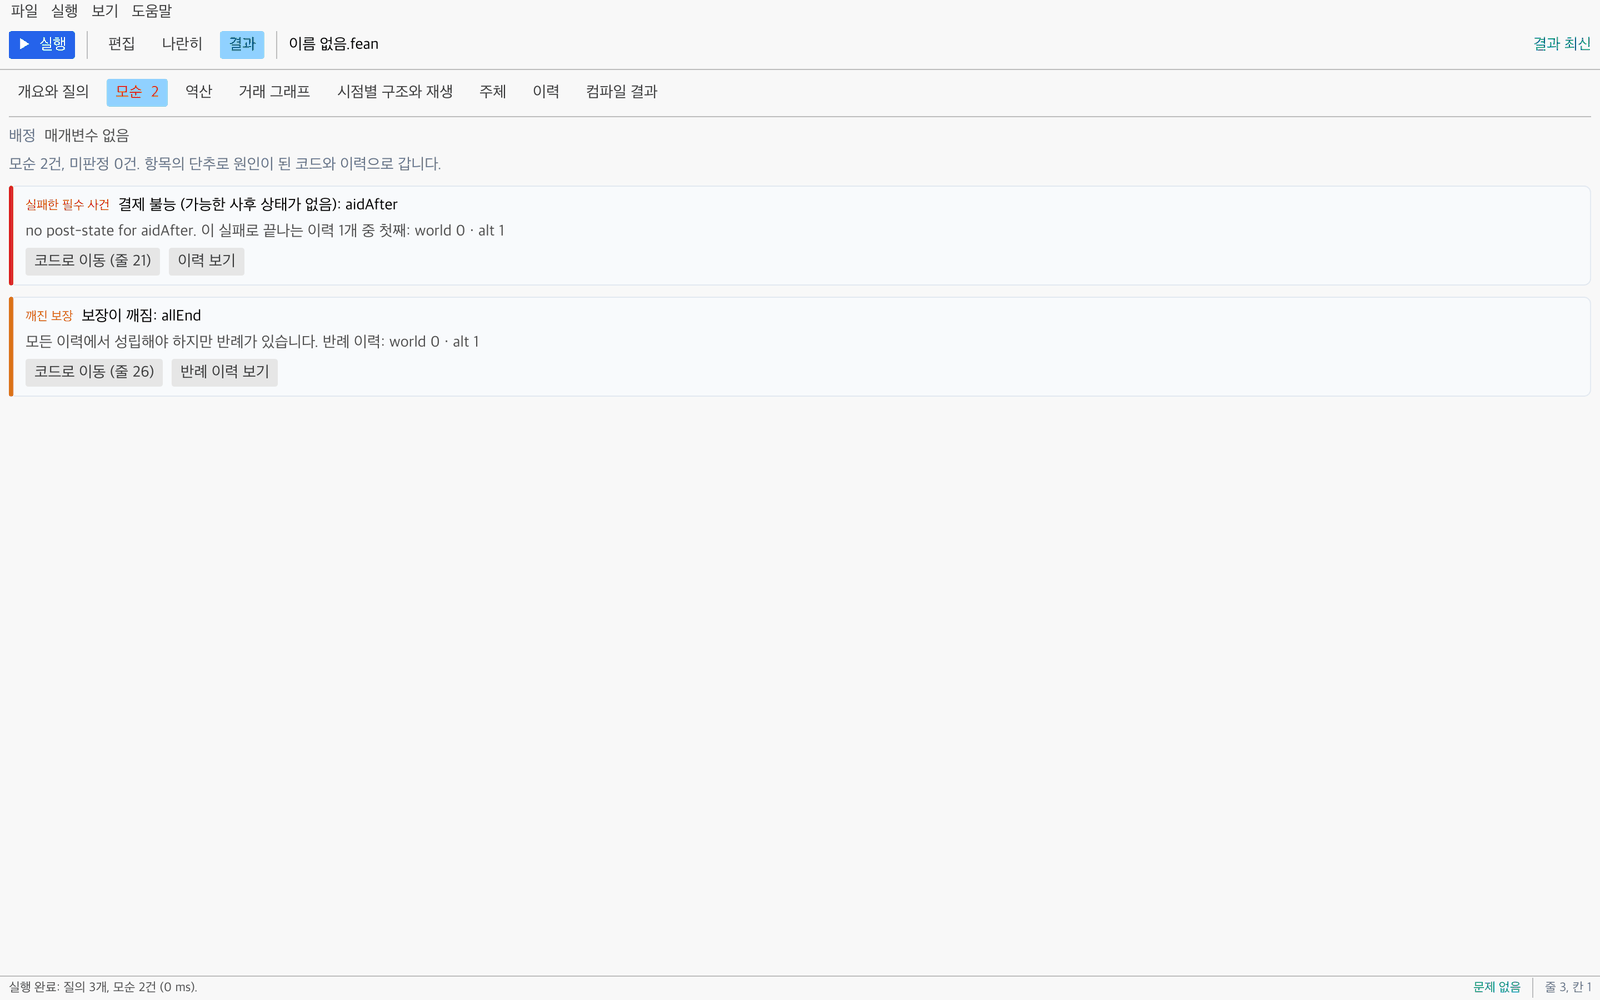 파일 실행 보기 도움말
▶ 실행 편집 나란히 결과 이름 없음.fean 결과 최신
개요와 질의 모순 2 역산 거래 그래프 시점별 구조와 재생 주체 이력 컴파일 결과
배정 매개변수 없음
모순 2건, 미판정 0건. 항목의 단추로 원인이 된 코드와 이력으로 갑니다.
실패한 필수 사건 결제 불능 (가능한 사후 상태가 없음): aidAfter
no post-state for aidAfter. 이 실패로 끝나는 이력 1개 중 첫째: world 0 · alt 1
코드로 이동 (줄 21) 이력 보기
깨진 보장 보장이 깨짐: allEnd
모든 이력에서 성립해야 하지만 반례가 있습니다. 반례 이력: world 0 · alt 1
코드로 이동 (줄 26) 반례 이력 보기
실행 완료: 질의 3개, 모순 2건 (0 ms). 문제 없음 줄 3, 칸 1